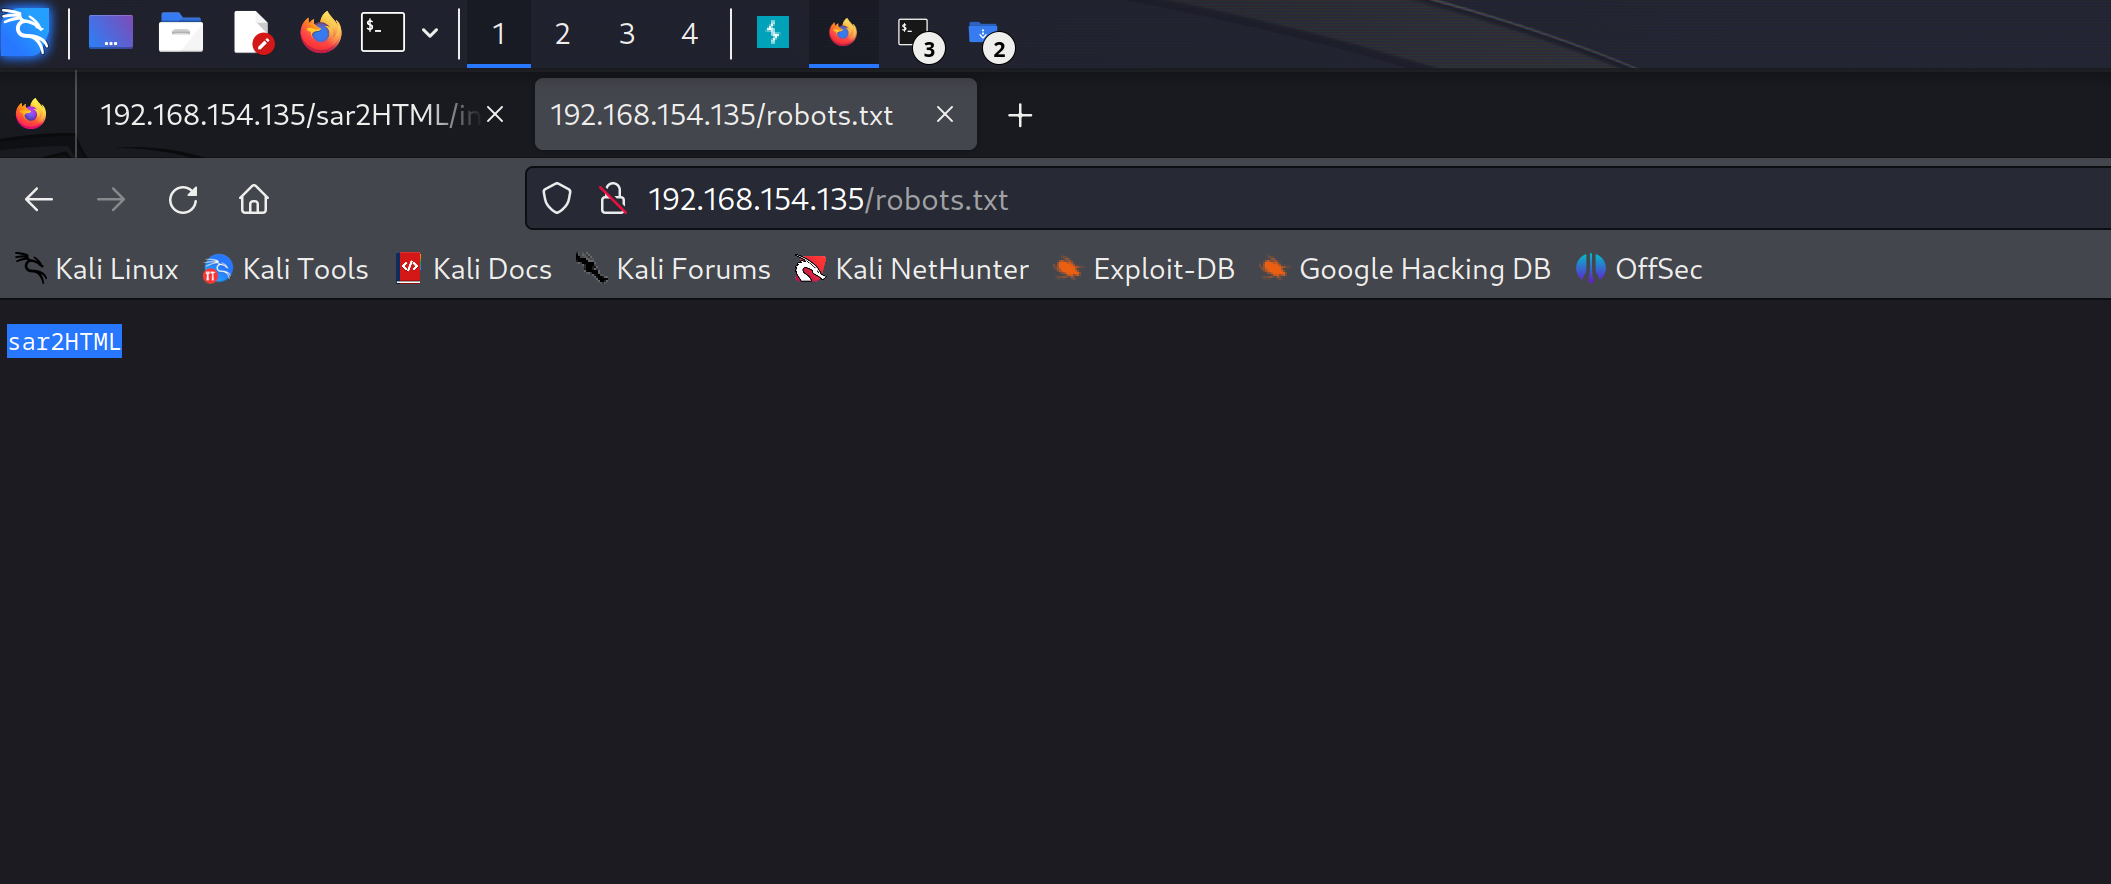 $_
1 2 3 4
$_ 3
2
192.168.154.135/sar2HTML/in
192.168.154.135/robots.txt
192.168.154.135/robots.txt
Kali Linux
Kali Tools
Kali Docs
Kali Forums
Kali NetHunter
Exploit-DB
Google Hacking DB
OffSec
sar2HTML